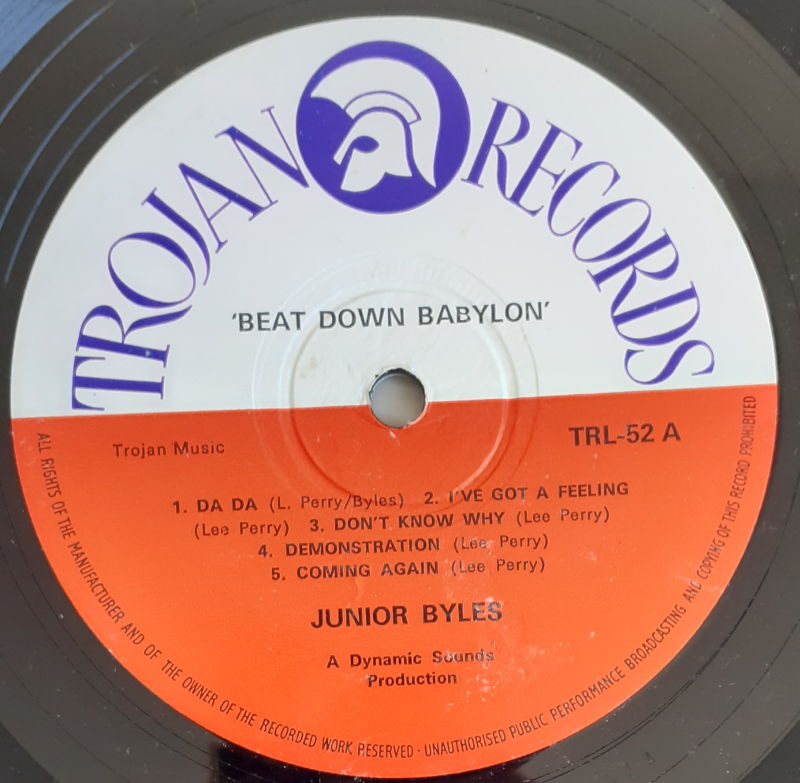 TROJAN RECORDS
'BEAT DOWN BABYLON'
Trojan Music
TRL-52 A
1. DA DA (L. Perry/Byles) 2. I'VE GOT A FEELING
(Lee Perry) 3. DON'T KNOW WHY (Lee Perry)
4. DEMONSTRATION (Lee Perry)
5. COMING AGAIN (Lee Perry)
JUNIOR BYLES
A Dynamic Sounds
Production
ALL RIGHTS OF THE MANUFACTURER AND OF THE OWNER OF THE RECORDED WORK RESERVED · UNAUTHORISED PUBLIC PERFORMANCE BROADCASTING AND COPYING OF THIS RECORD PROHIBITED